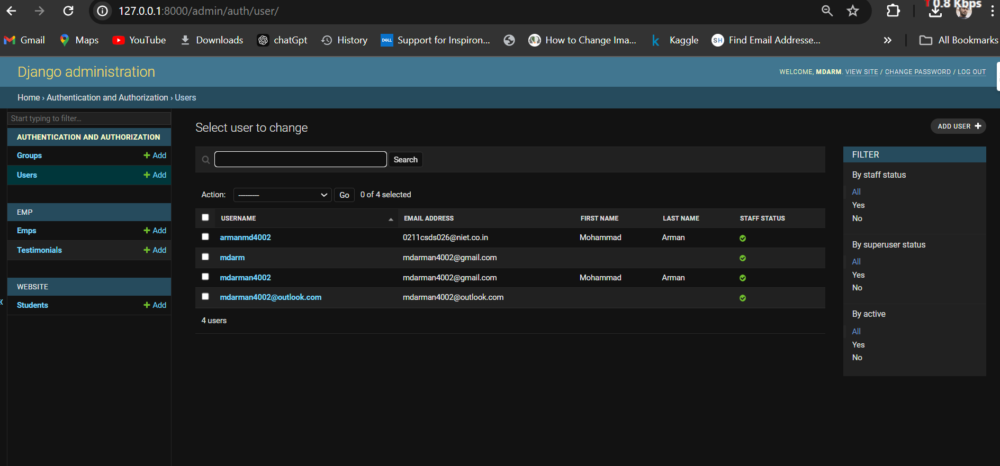 0.8 Kbps
127.0.0.1:8000/admin/auth/user/
Gmail Maps YouTube Downloads chatGpt History DELL Support for Inspiron... How to Change Ima... k Kaggle SH Find Email Addresse... » All Bookmarks
Django administration
WELCOME, MDARM. VIEW SITE / CHANGE PASSWORD / LOG OUT
Home › Authentication and Authorization › Users
Start typing to filter...
AUTHENTICATION AND AUTHORIZATION
Groups + Add
Users + Add
EMP
Emps + Add
Testimonials + Add
WEBSITE
Students + Add
«
Select user to change
ADD USER +
Search
Action: --------- Go 0 of 4 selected
USERNAME EMAIL ADDRESS FIRST NAME LAST NAME STAFF STATUS
armanmd4002 0211csds026@niet.co.in Mohammad Arman
mdarm mdarman4002@gmail.com
mdarman4002 mdarman4002@gmail.com Mohammad Arman
mdarman4002@outlook.com mdarman4002@outlook.com
4 users
FILTER
By staff status
All
Yes
No
By superuser status
All
Yes
No
By active
All
Yes
No